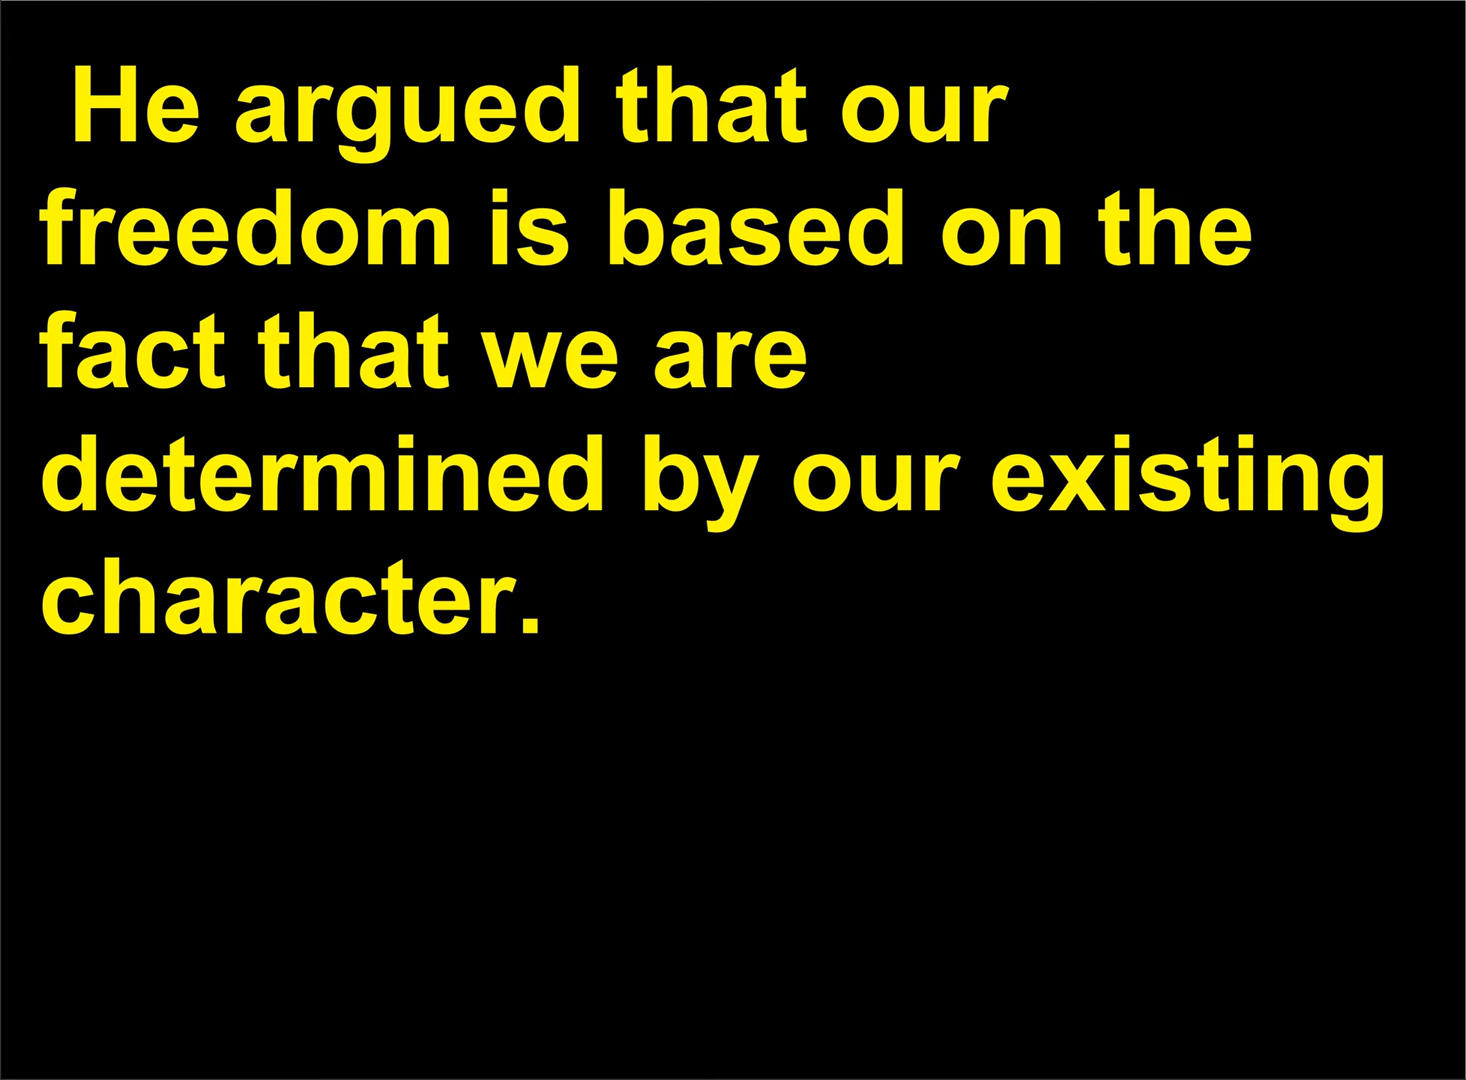 He argued that our
freedom is based on the
fact that we are
determined by our existing
character.